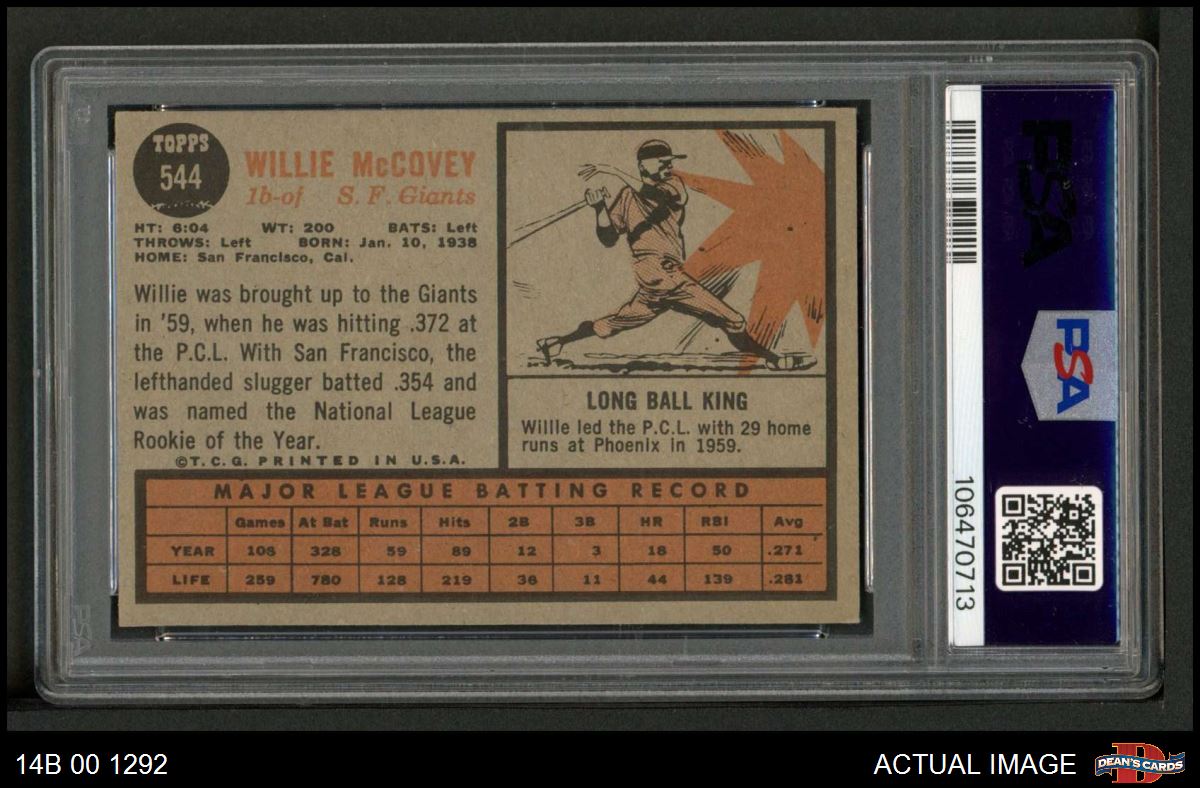 TOPPS
544
WILLIE McCOVEY
1b-of S. F. Giants
HT: 6:04 WT: 200 BATS: Left
THROWS: Left BORN: Jan. 10, 1938
HOME: San Francisco, Cal.
Willie was brought up to the Giants
in '59, when he was hitting .372 at
the P.C.L. With San Francisco, the
lefthanded slugger batted .354 and
was named the National League
Rookie of the Year.
©T.C.G. PRINTED IN U.S.A.
LONG BALL KING
Willie led the P.C.L. with 29 home
runs at Phoenix in 1959.
MAJOR LEAGUE BATTING RECORD
Games At Bat Runs Hits 2B 3B HR RBI Avg
YEAR 106 328 59 89 12 3 18 50 .271
LIFE 259 780 128 219 36 11 44 139 .281
PSA
PSA
106470713
PSA
14B 00 1292
ACTUAL IMAGE
DEAN'S CARDS